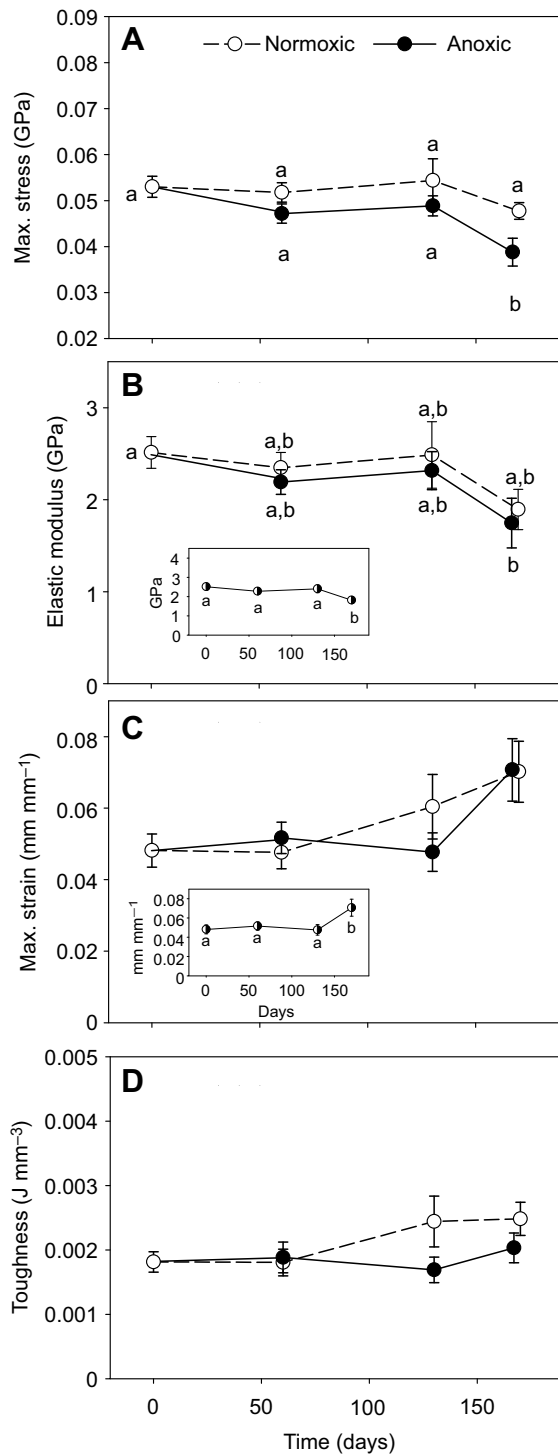 A
Normoxic
Anoxic
Max. stress (GPa)
0.09
0.08
0.07
0.06
0.05
0.04
0.03
0.02
a
a
a
a
a
a
b
B
Elastic modulus (GPa)
3
2
1
0
a
a,b
a,b
a,b
a,b
a,b
b
GPa
4
3
2
1
0
a
a
a
b
0
50
100
150
C
Max. strain (mm mm⁻¹)
0.08
0.06
0.04
0.02
0
mm mm⁻¹
0.08
0.06
0.04
0.02
0
a
a
a
b
0
50
100
150
Days
D
Toughness (J mm⁻³)
0.005
0.004
0.003
0.002
0.001
0
0
50
100
150
Time (days)